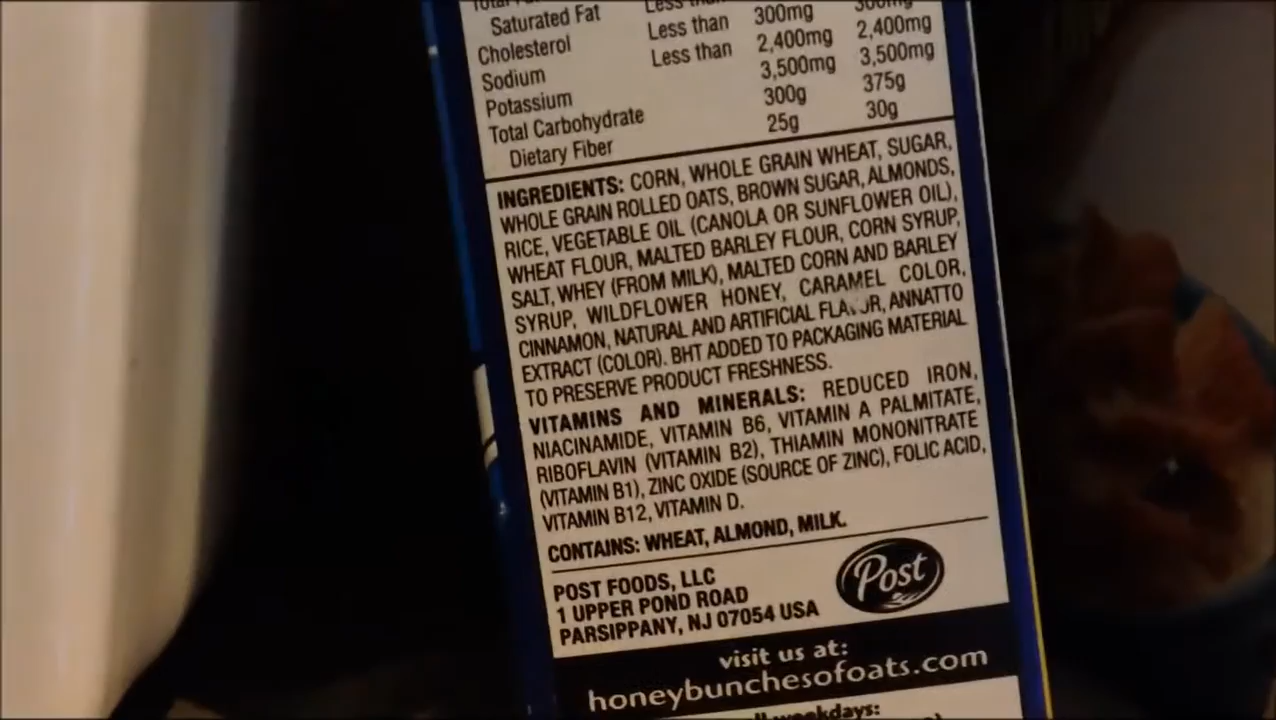 Saturated Fat Less than
Cholesterol Less than 300mg 300mg
Sodium Less than 2,400mg 2,400mg
Potassium 3,500mg 3,500mg
Total Carbohydrate 300g 375g
Dietary Fiber 25g 30g
INGREDIENTS: CORN, WHOLE GRAIN WHEAT, SUGAR,
WHOLE GRAIN ROLLED OATS, BROWN SUGAR, ALMONDS,
RICE, VEGETABLE OIL (CANOLA OR SUNFLOWER OIL),
WHEAT FLOUR, MALTED BARLEY FLOUR, CORN SYRUP,
SALT, WHEY (FROM MILK), MALTED CORN AND BARLEY
SYRUP, WILDFLOWER HONEY, CARAMEL COLOR,
CINNAMON, NATURAL AND ARTIFICIAL FLAVOR, ANNATTO
EXTRACT (COLOR). BHT ADDED TO PACKAGING MATERIAL
TO PRESERVE PRODUCT FRESHNESS.
VITAMINS AND MINERALS: REDUCED IRON,
NIACINAMIDE, VITAMIN B6, VITAMIN A PALMITATE,
RIBOFLAVIN (VITAMIN B2), THIAMIN MONONITRATE
(VITAMIN B1), ZINC OXIDE (SOURCE OF ZINC), FOLIC ACID,
VITAMIN B12, VITAMIN D.
CONTAINS: WHEAT, ALMOND, MILK.
POST FOODS, LLC
1 UPPER POND ROAD
PARSIPPANY, NJ 07054 USA
Post
visit us at:
honeybunchesofoats.com
weekdays: